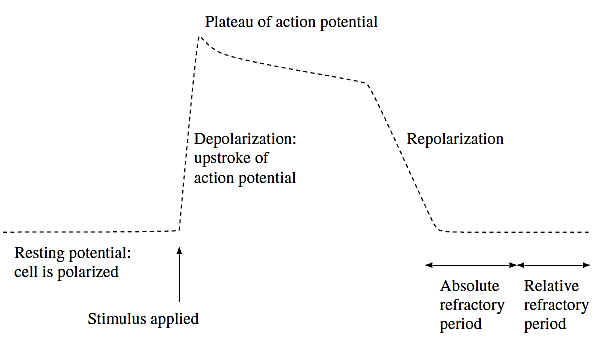 Plateau of action potential
Depolarization:
upstroke of
action potential
Repolarization
Resting potential:
cell is polarized
Stimulus applied
Absolute
refractory
period
Relative
refractory
period